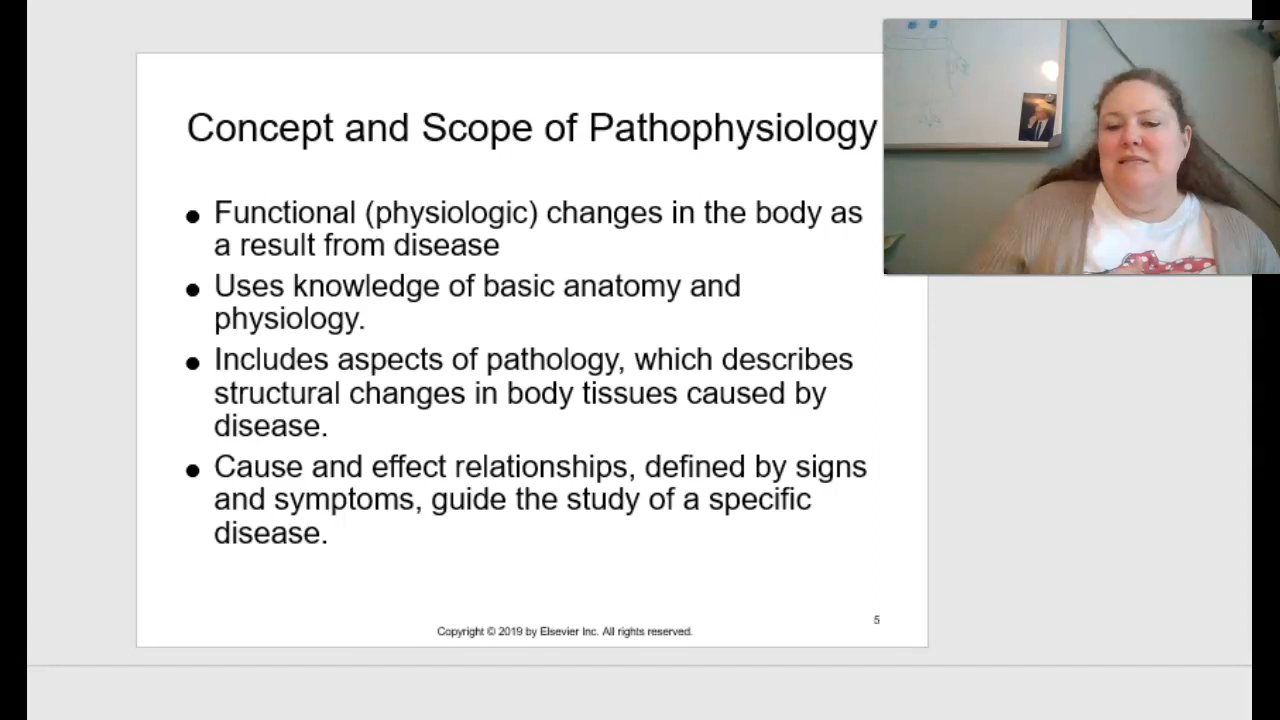 Concept and Scope of Pathophysiology
● Functional (physiologic) changes in the body as
a result from disease
● Uses knowledge of basic anatomy and
physiology.
● Includes aspects of pathology, which describes
structural changes in body tissues caused by
disease.
● Cause and effect relationships, defined by signs
and symptoms, guide the study of a specific
disease.
5
Copyright © 2019 by Elsevier Inc. All rights reserved.